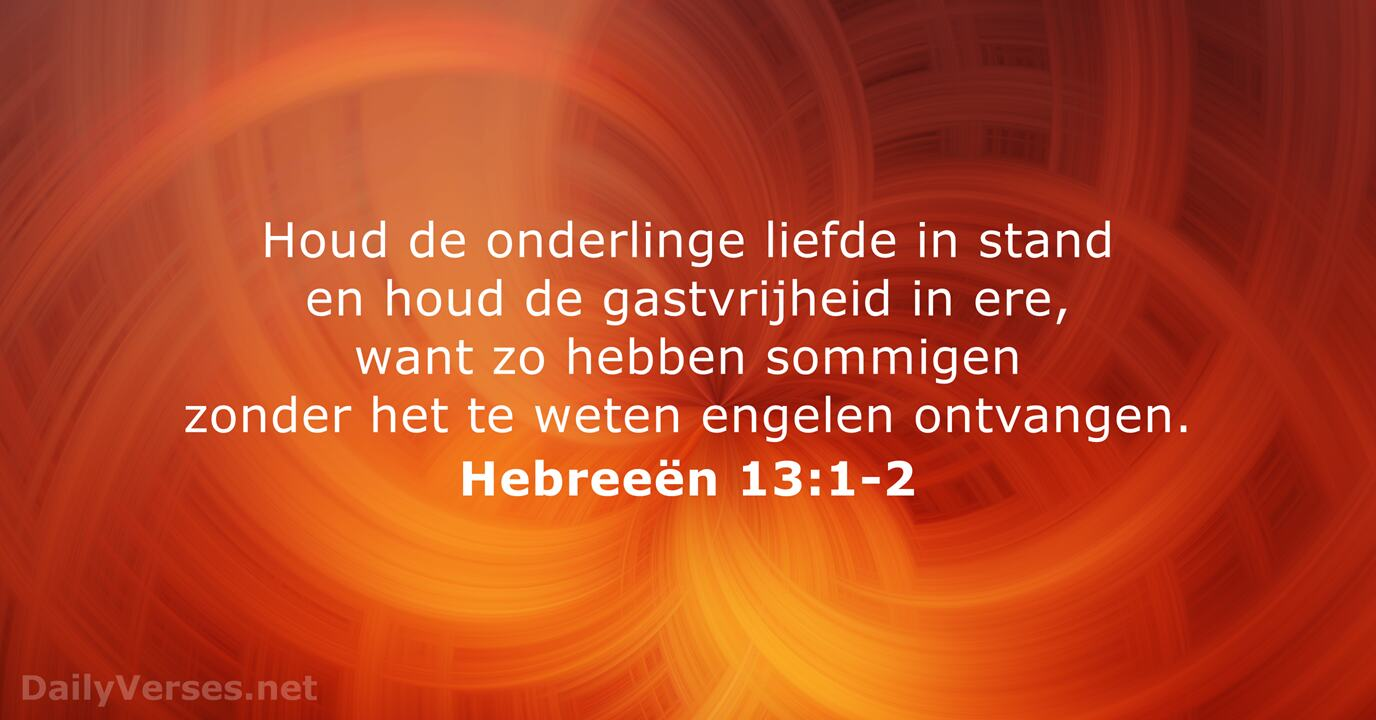 Houd de onderlinge liefde in stand
en houd de gastvrijheid in ere,
want zo hebben sommigen
zonder het te weten engelen ontvangen.
Hebreeën 13:1-2
DailyVerses.net